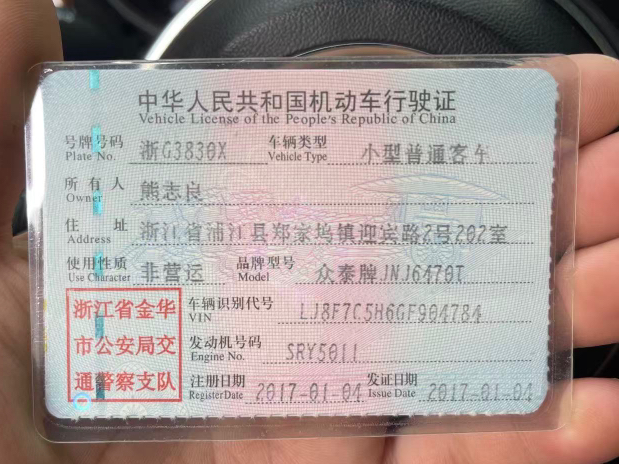 中华人民共和国机动车行驶证
Vehicle License of the People's Republic of China
号牌号码 浙G3830X 车辆类型 小型普通客车
Plate No. Vehicle Type
所有人 熊志良
Owner
住址 浙江省浦江县郑家坞镇迎宾路2号202室
Address
使用性质 非营运 品牌型号 众泰牌JNJ6470T
Use Character Model
浙江省金华
市公安局交
通警察支队
车辆识别代号 LJ8F7C5H6GF904784
VIN
发动机号码 SRY5011
Engine No.
注册日期 2017-01-04 发证日期 2017-01-04
RegisterDate Issue Date